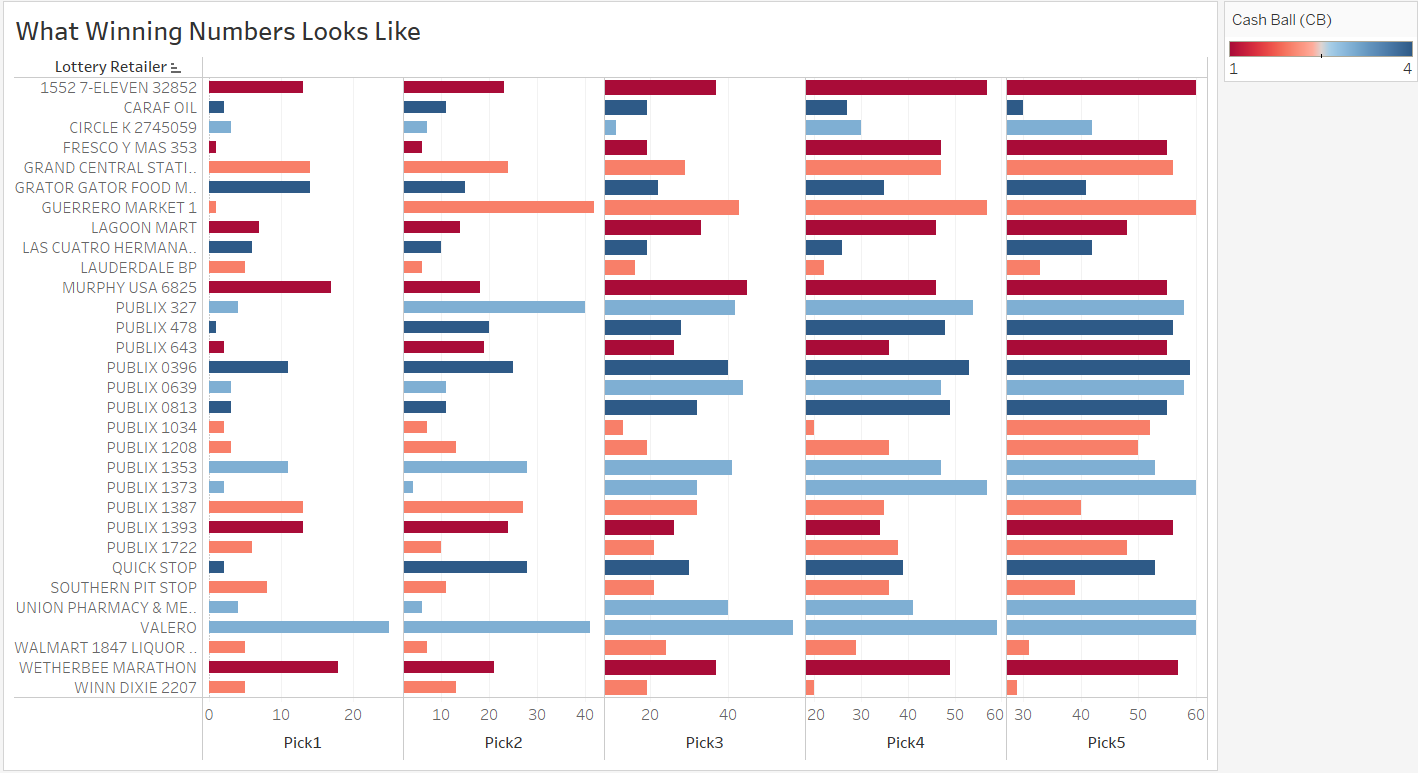 What Winning Numbers Looks Like
Cash Ball (CB)
1 4
Lottery Retailer
1552 7-ELEVEN 32852
CARAF OIL
CIRCLE K 2745059
FRESCO Y MAS 353
GRAND CENTRAL STATI..
GRATOR GATOR FOOD M..
GUERRERO MARKET 1
LAGOON MART
LAS CUATRO HERMANA..
LAUDERDALE BP
MURPHY USA 6825
PUBLIX 327
PUBLIX 478
PUBLIX 643
PUBLIX 0396
PUBLIX 0639
PUBLIX 0813
PUBLIX 1034
PUBLIX 1208
PUBLIX 1353
PUBLIX 1373
PUBLIX 1387
PUBLIX 1393
PUBLIX 1722
QUICK STOP
SOUTHERN PIT STOP
UNION PHARMACY & ME..
VALERO
WALMART 1847 LIQUOR ..
WETHERBEE MARATHON
WINN DIXIE 2207
0 10 20 10 20 30 40 20 40 20 30 40 50 60 30 40 50 60
Pick1 Pick2 Pick3 Pick4 Pick5